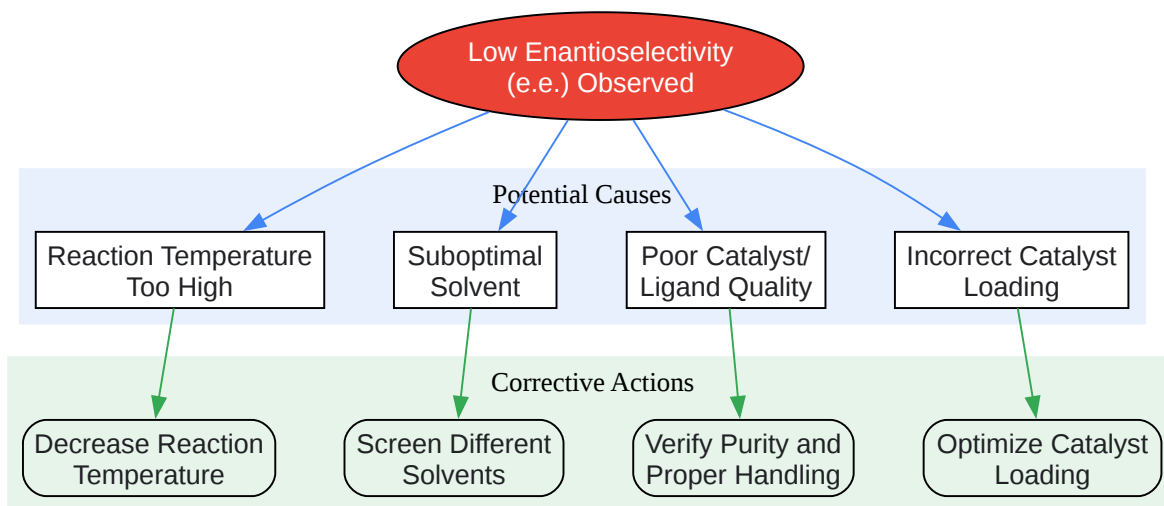 Low Enantioselectivity
(e.e.) Observed
Potential Causes
Reaction Temperature
Too High
Suboptimal
Solvent
Poor Catalyst/
Ligand Quality
Incorrect Catalyst
Loading
Corrective Actions
Decrease Reaction
Temperature
Screen Different
Solvents
Verify Purity and
Proper Handling
Optimize Catalyst
Loading